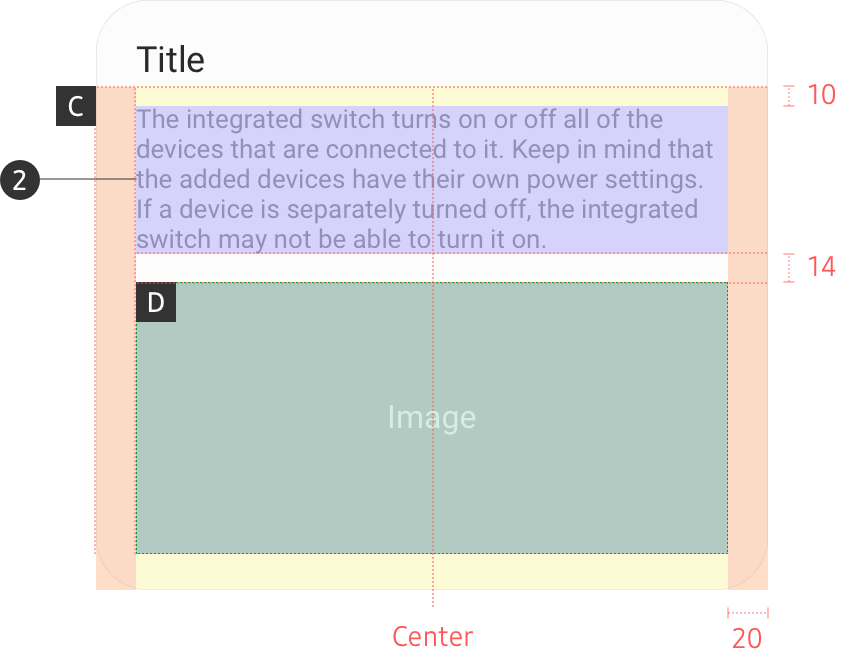 Title
C
10
The integrated switch turns on or off all of the
devices that are connected to it. Keep in mind that
2
the added devices have their own power settings.
If a device is separately turned off, the integrated
switch may not be able to turn it on.
14
D
Image
Center
20